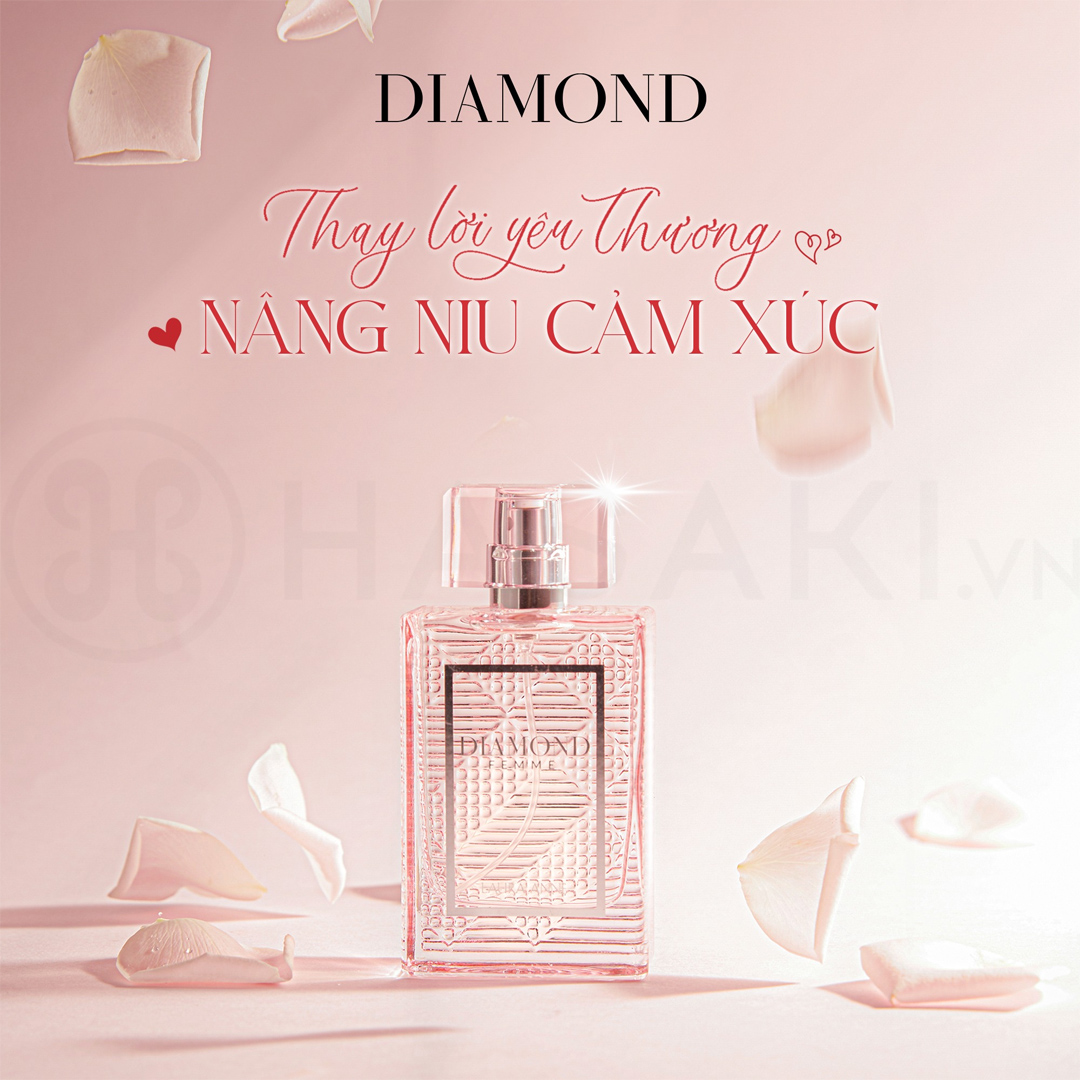 DIAMOND
Thay lời yêu thương
NÂNG NIU CẢM XÚC
HASAKI.VN
DIAMOND
FEMME